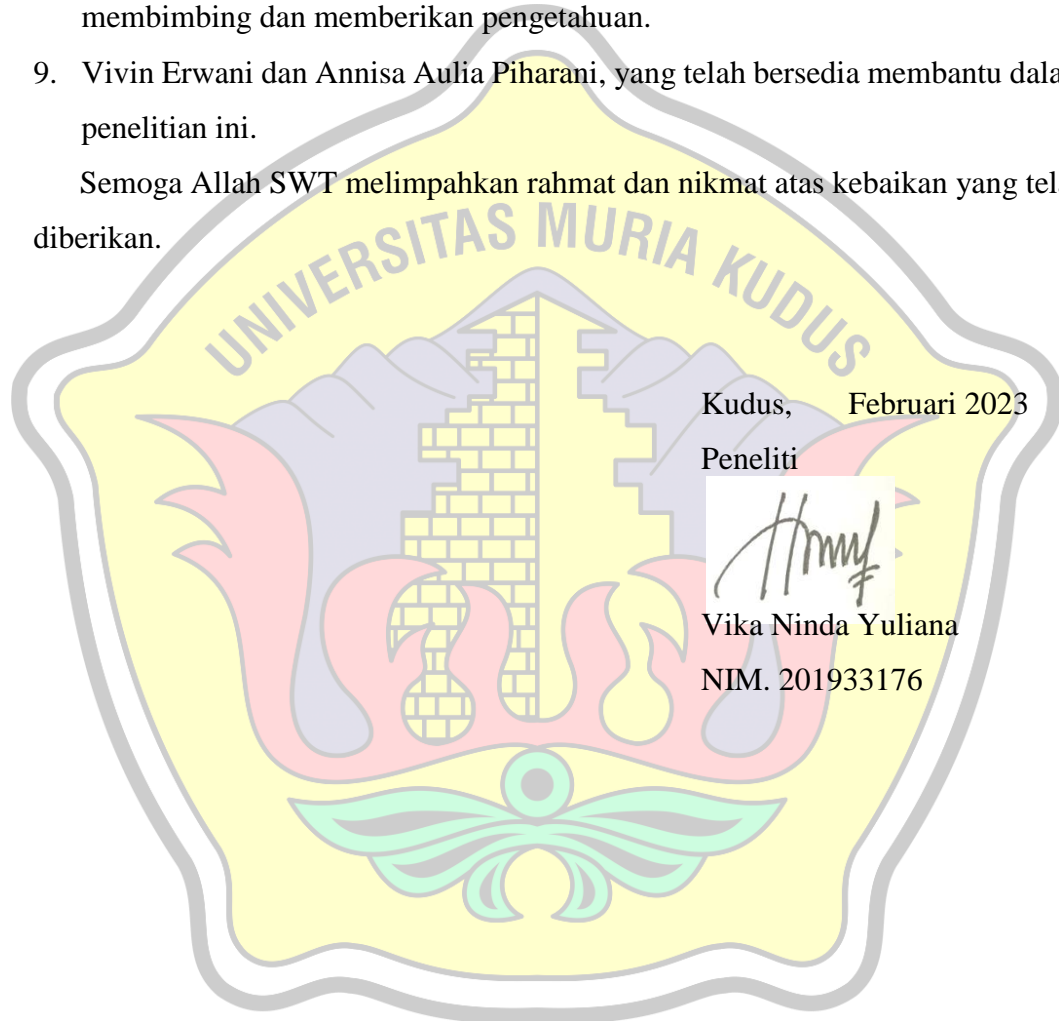 membimbing dan memberikan pengetahuan.
9. Vivin Erwani dan Annisa Aulia Piharani, yang telah bersedia membantu dala
penelitian ini.
Semoga Allah SWT melimpahkan rahmat dan nikmat atas kebaikan yang tel
diberikan.
UNIVERSITAS MURIA KUDUS
Kudus, Februari 2023
Peneliti
Vika Ninda Yuliana
NIM. 201933176